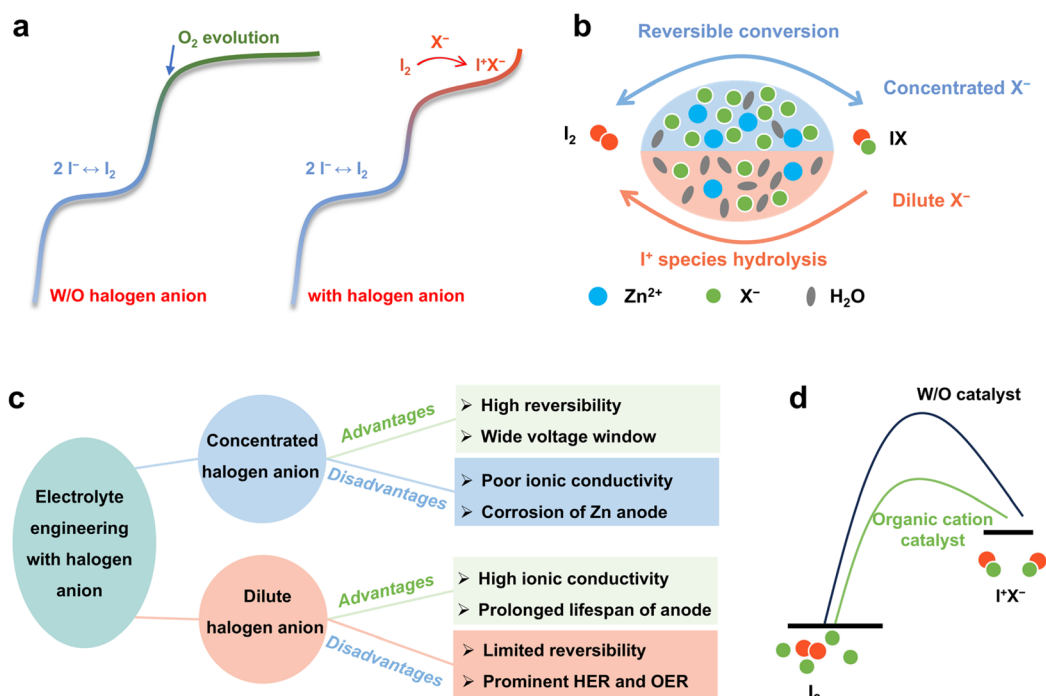 a
O₂ evolution
2 I⁻ ↔ I₂
W/O halogen anion
X⁻
I₂
I⁺X⁻
2 I⁻ ↔ I₂
with halogen anion
b
Reversible conversion
Concentrated X⁻
I₂
IX
Dilute X⁻
I⁺ species hydrolysis
Zn²⁺
X⁻
H₂O
c
Electrolyte
engineering
with halogen
anion
Concentrated
halogen anion
Advantages
➢ High reversibility
➢ Wide voltage window
Disadvantages
➢ Poor ionic conductivity
➢ Corrosion of Zn anode
Dilute
halogen anion
Advantages
➢ High ionic conductivity
➢ Prolonged lifespan of anode
Disadvantages
➢ Limited reversibility
➢ Prominent HER and OER
d
W/O catalyst
Organic cation
catalyst
I⁺X⁻
I₂